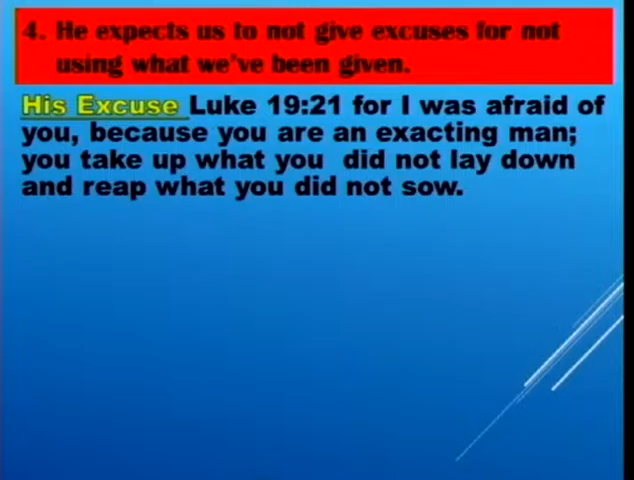 4. He expects us to not give excuses for not
using what we've been given.
His Excuse Luke 19:21 for I was afraid of
you, because you are an exacting man;
you take up what you did not lay down
and reap what you did not sow.